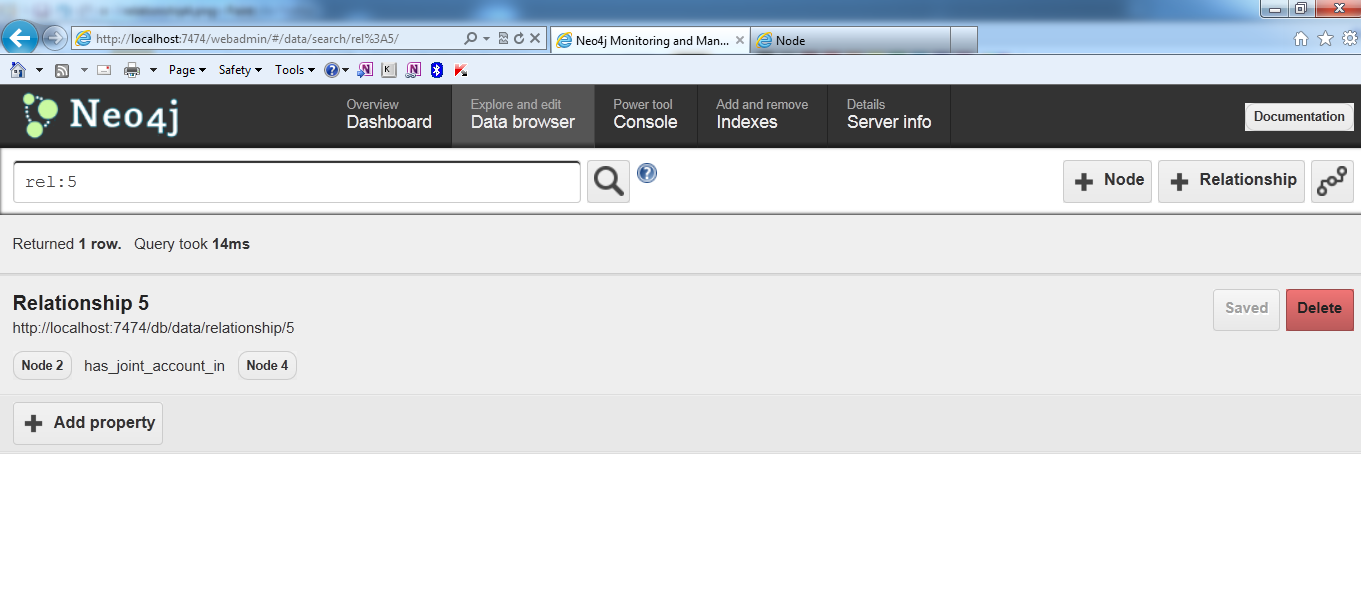 http://localhost:7474/webadmin/#/data/search/rel%3A5/
Neo4j Monitoring and Man...
Node
Page
Safety
Tools
Neo4j
Overview
Dashboard
Explore and edit
Data browser
Power tool
Console
Add and remove
Indexes
Details
Server info
Documentation
rel:5
Node
Relationship
Returned 1 row. Query took 14ms
Relationship 5
http://localhost:7474/db/data/relationship/5
Saved
Delete
Node 2 has_joint_account_in Node 4
Add property